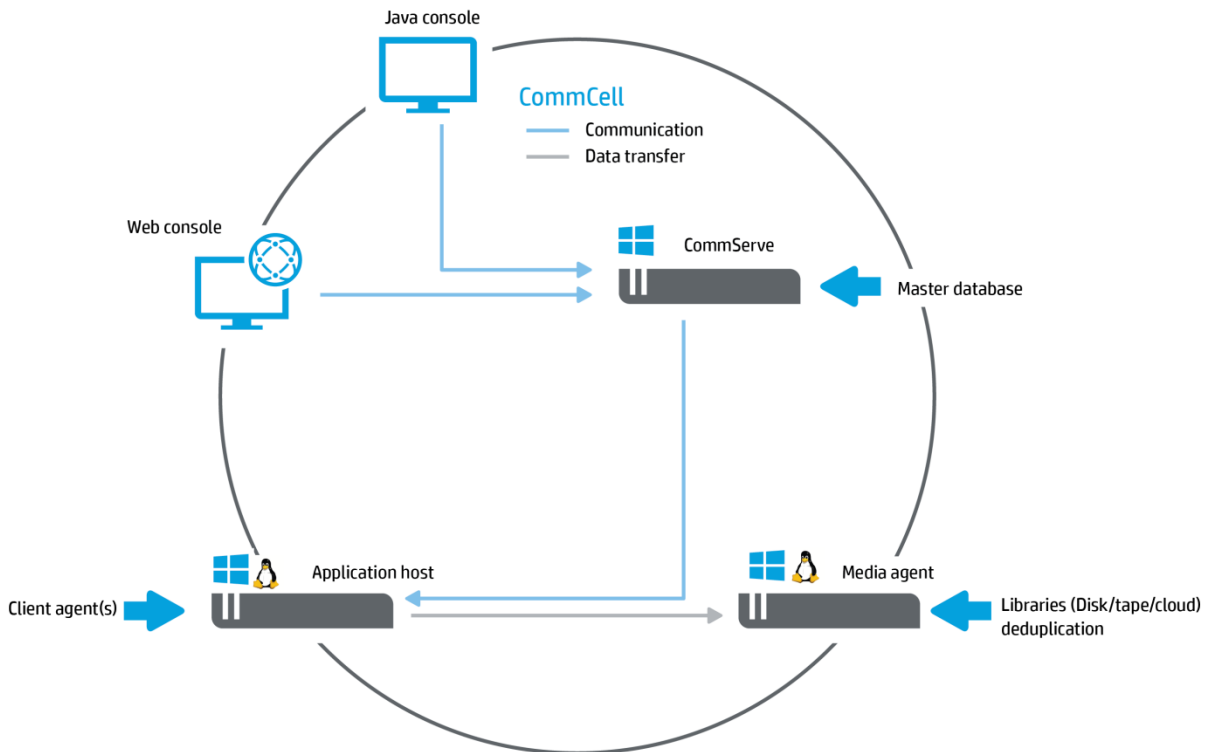 Java console
CommCell
Communication
Data transfer
Web console
CommServe
Master database
Application host
Media agent
Client agent(s)
Libraries (Disk/tape/cloud)
deduplication